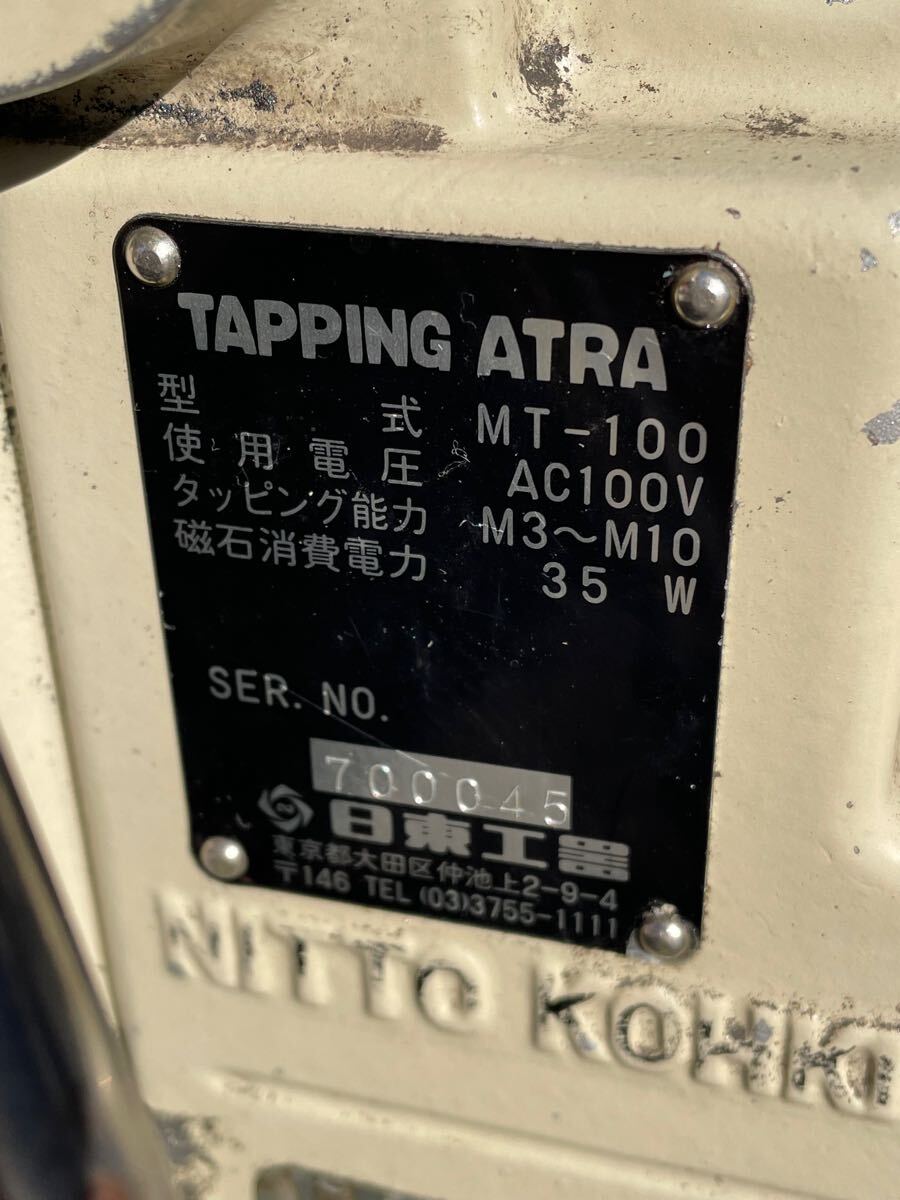 TAPPING ATRA
型式 MT-100
使用電圧 AC100V
タッピング能力 M3～M10
磁石消費電力 35 W
SER. NO.
700045
日東工器
東京都大田区仲池上2-9-4
〒146 TEL (03)3755-1111
NITTO KOHKI